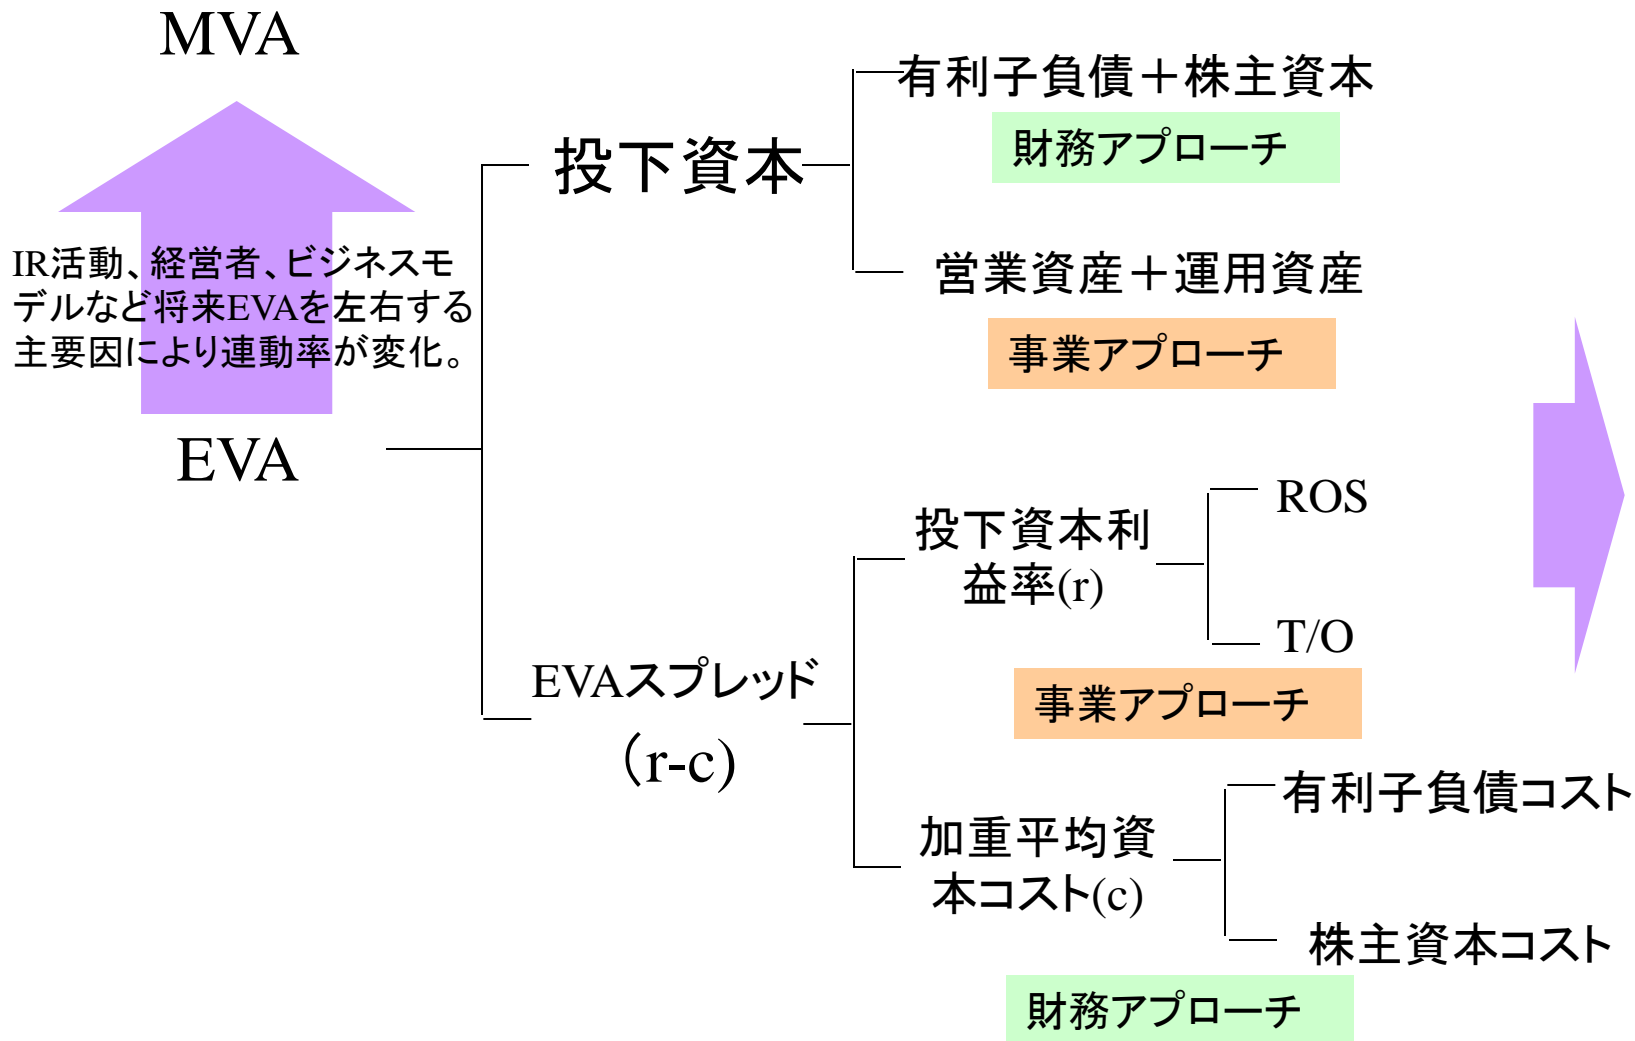 MVA
IR活動、経営者、ビジネスモ
デルなど将来EVAを左右する
主要因により連動率が変化。
EVA
投下資本
有利子負債＋株主資本
財務アプローチ
営業資産＋運用資産
事業アプローチ
EVAスプレッド
（r-c)
投下資本利
益率(r)
ROS
T/O
事業アプローチ
加重平均資
本コスト(c)
有利子負債コスト
株主資本コスト
財務アプローチ